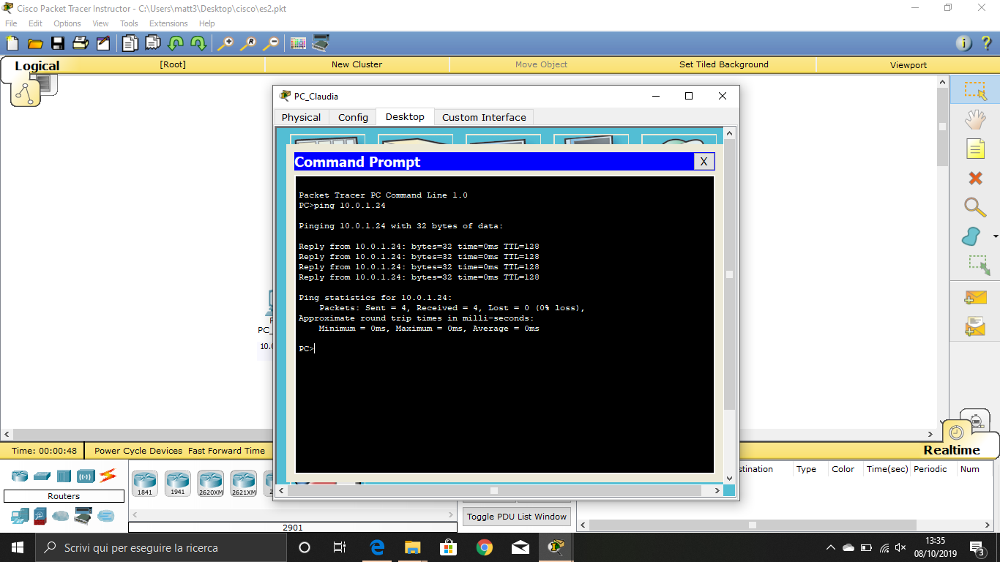 Cisco Packet Tracer Instructor - C:\Users\matt3\Desktop\cisco\es2.pkt
File Edit Options View Tools Extensions Help
Logical [Root] New Cluster Move Object Set Tiled Background Viewport
PC_Claudia
Physical Config Desktop Custom Interface
Command Prompt X
Packet Tracer PC Command Line 1.0
PC>ping 10.0.1.24
Pinging 10.0.1.24 with 32 bytes of data:
Reply from 10.0.1.24: bytes=32 time=0ms TTL=128
Reply from 10.0.1.24: bytes=32 time=0ms TTL=128
Reply from 10.0.1.24: bytes=32 time=0ms TTL=128
Reply from 10.0.1.24: bytes=32 time=0ms TTL=128
Ping statistics for 10.0.1.24:
Packets: Sent = 4, Received = 4, Lost = 0 (0% loss),
Approximate round trip times in milli-seconds:
Minimum = 0ms, Maximum = 0ms, Average = 0ms
PC>
PC_
10.0
Time: 00:00:48 Power Cycle Devices Fast Forward Time Realtime
Routers
1841 1941 2620XM 2621XM
2901
Toggle PDU List Window
stination Type Color Time(sec) Periodic Num
Scrivi qui per eseguire la ricerca
13:35
08/10/2019
3